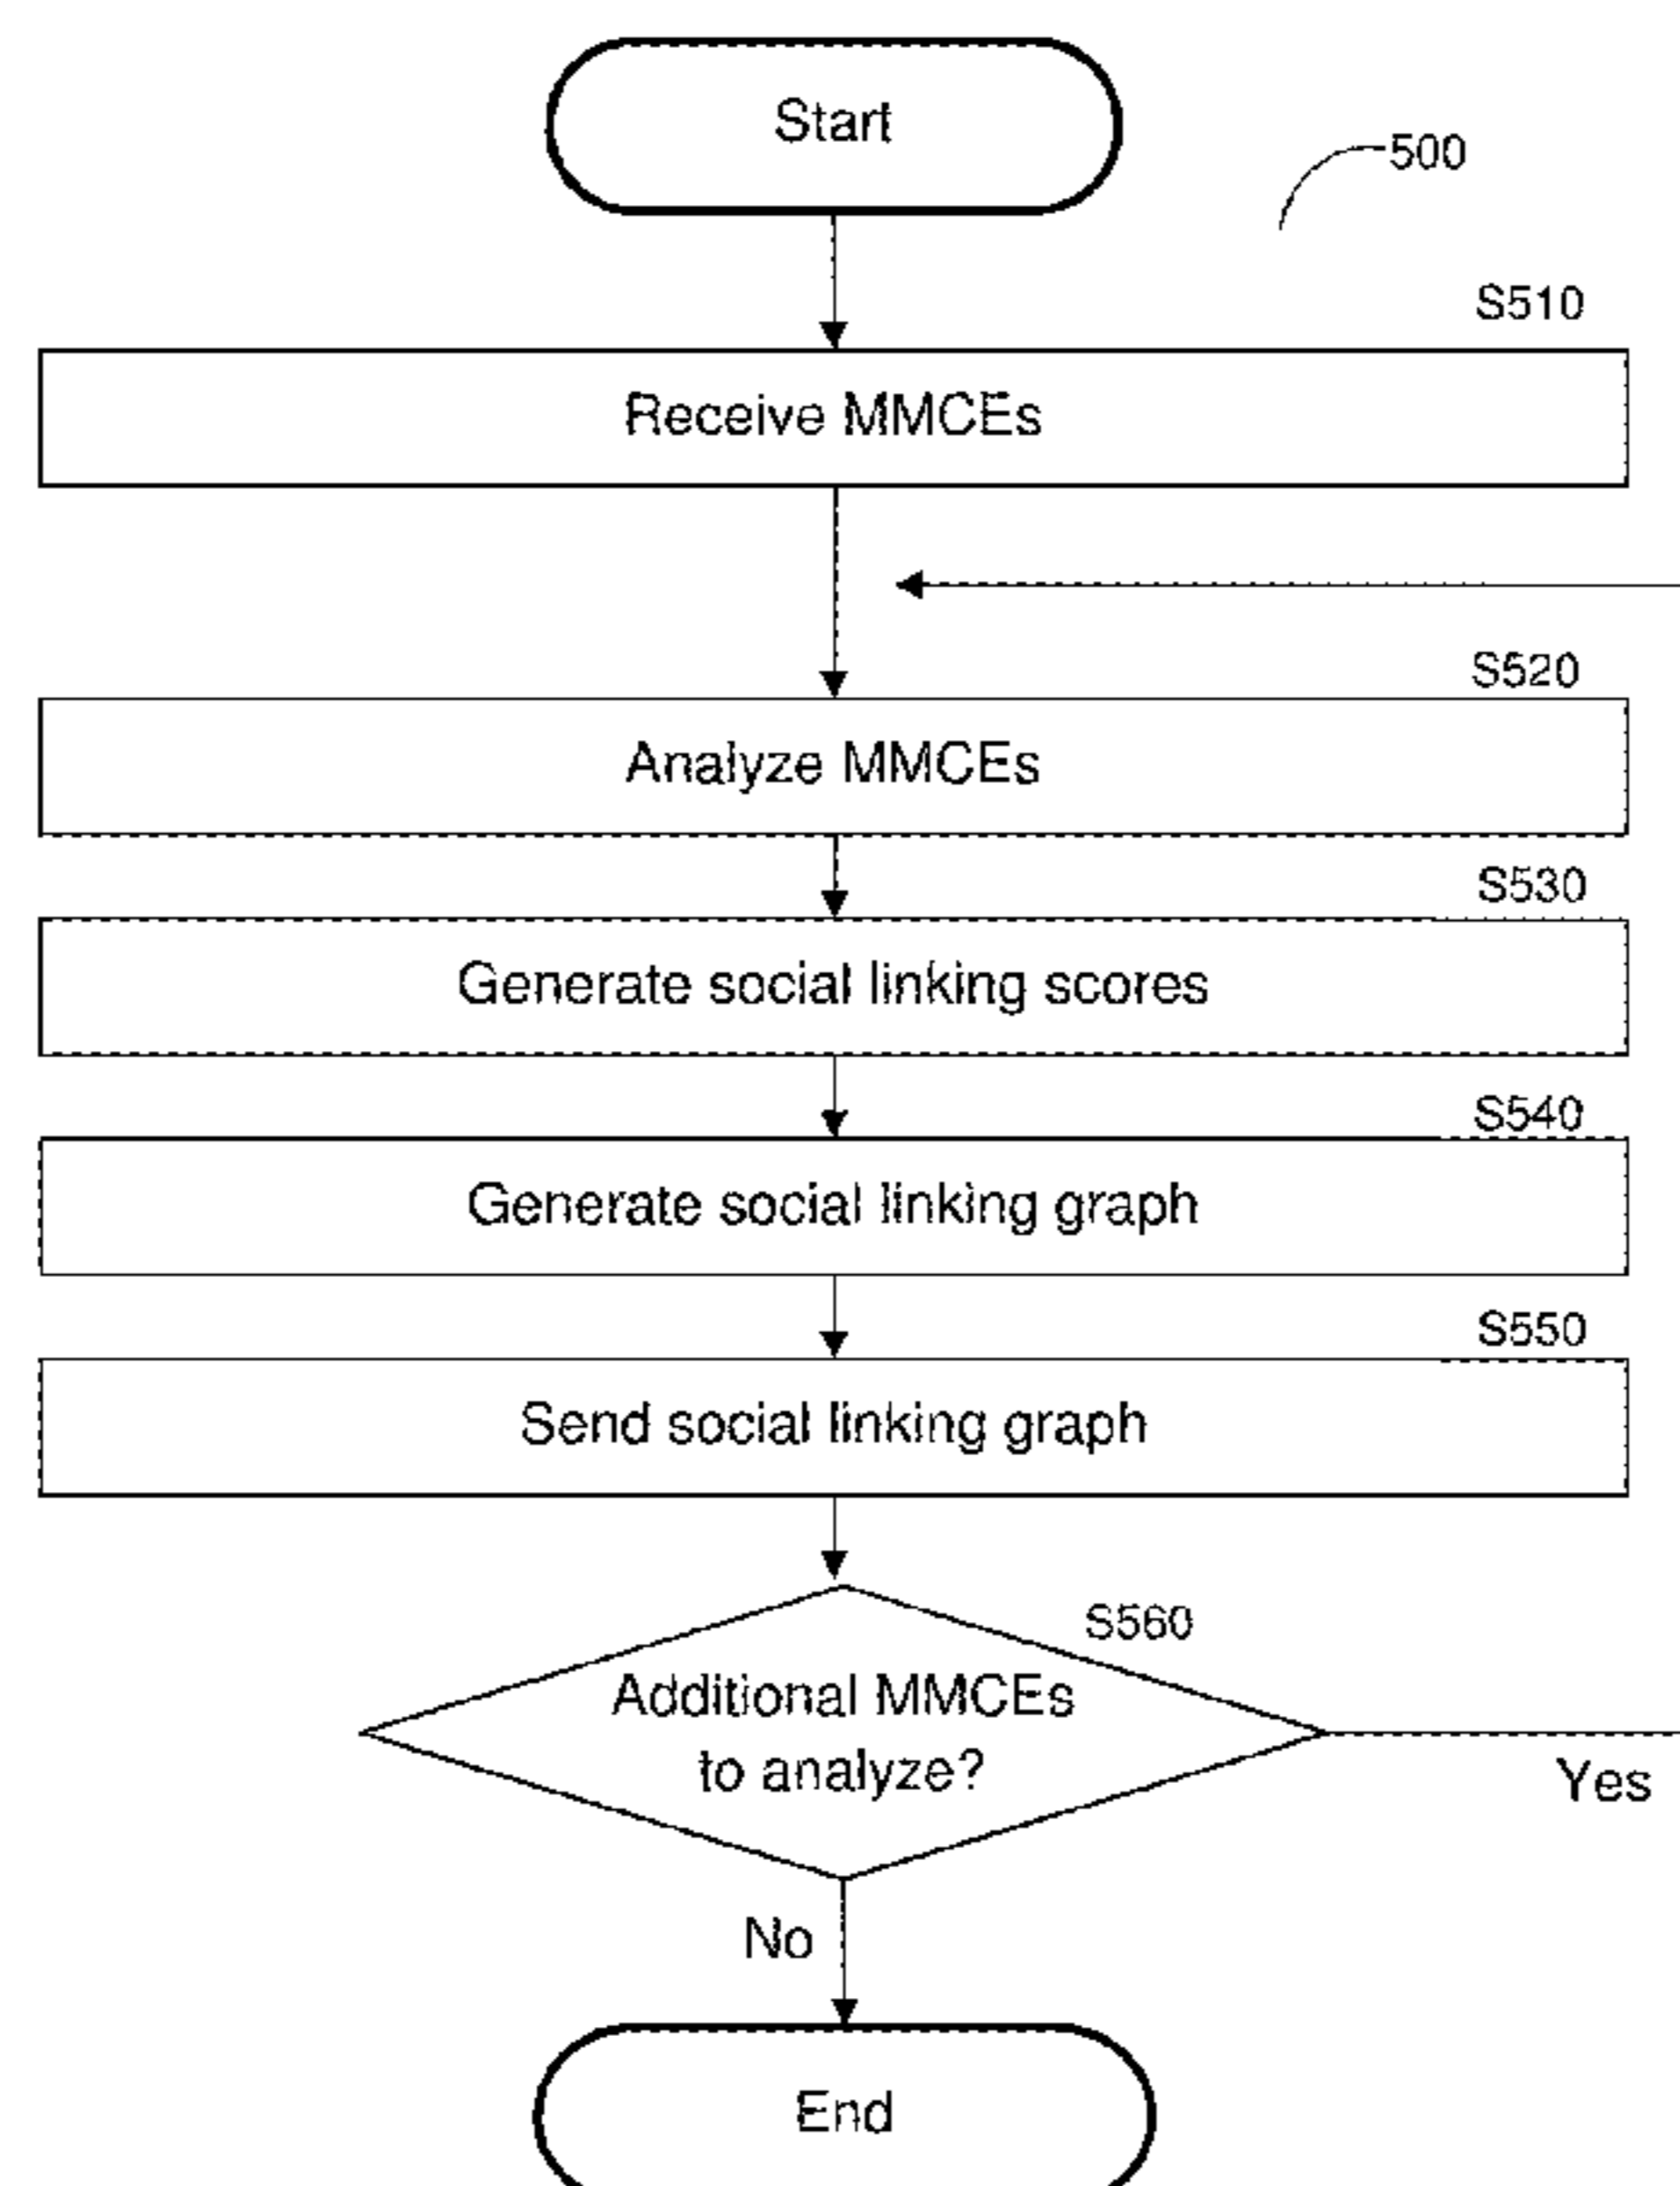 Start
500
S510
Receive MMCEs
S520
Analyze MMCEs
S530
Generate social linking scores
S540
Generate social linking graph
S550
Send social linking graph
S560
Additional MMCEs
to analyze?
Yes
No
End